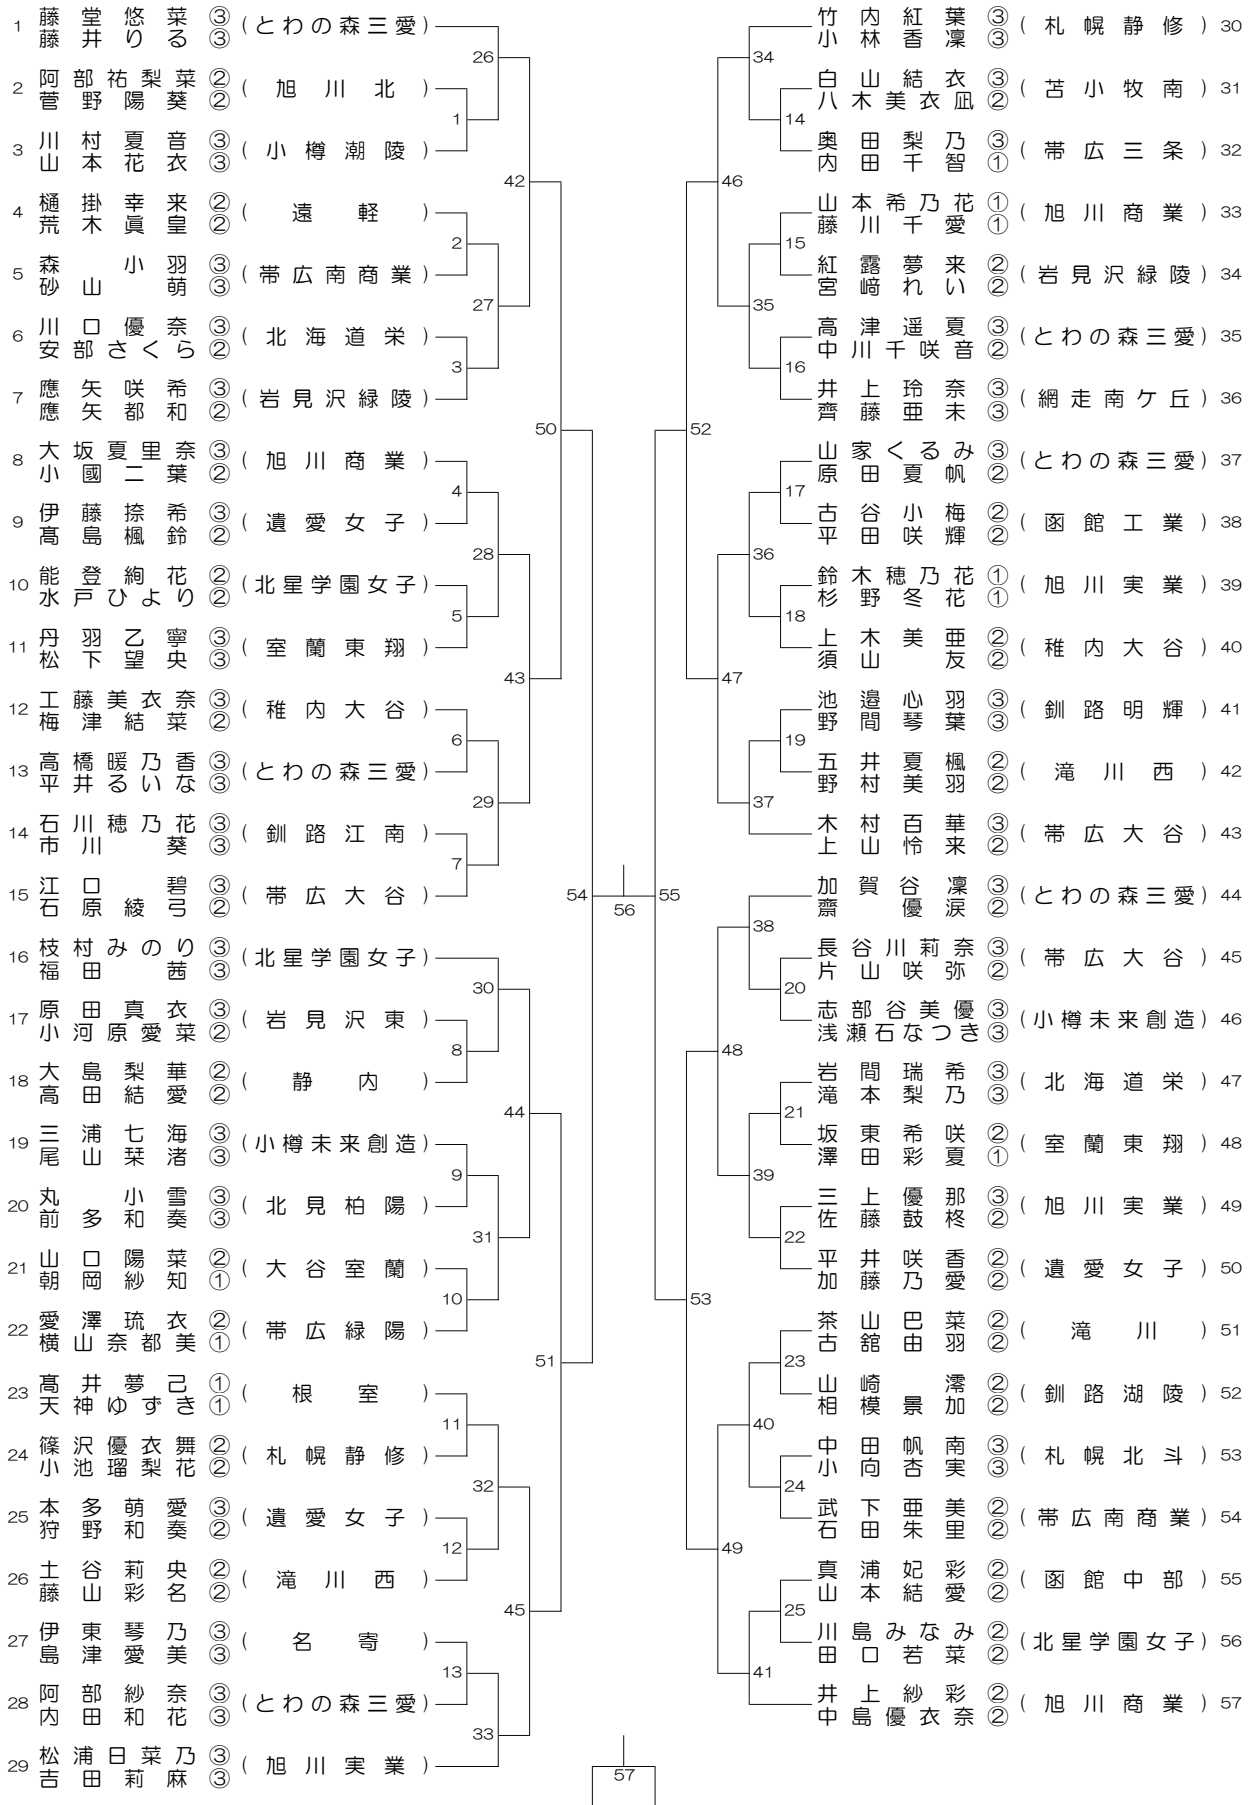 1 藤堂悠菜③ (とわの森三愛)
藤井りる③
2 阿部祐梨菜② (旭川北)
菅野陽葵②
3 川村夏音③ (小樽潮陵)
山本花衣③
4 樋掛幸来② (遠軽)
荒木眞皇②
5 森小羽③ (帯広南商業)
砂山萌③
6 川口優奈③ (北海道栄)
安部さくら②
7 應矢咲希③ (岩見沢緑陵)
應矢都和②
8 大坂夏里奈③ (旭川商業)
小國二葉②
9 伊藤捺希③ (遺愛女子)
髙島楓鈴②
10 能登絢花② (北星学園女子)
水戸ひより②
11 丹羽乙寧③ (室蘭東翔)
松下望央③
12 工藤美衣奈③ (稚内大谷)
梅津結菜②
13 高橋暖乃香③ (とわの森三愛)
平井るいな③
14 石川穂乃花③ (釧路江南)
市川葵③
15 江口碧③ (帯広大谷)
石原綾弓②
16 枝村みのり③ (北星学園女子)
福田茜③
17 原田真衣③ (岩見沢東)
小河原愛菜②
18 大島梨華② (静内)
高田結愛②
19 三浦七海③ (小樽未来創造)
尾山栞渚③
20 丸小雪③ (北見柏陽)
前多和奏③
21 山口陽菜② (大谷室蘭)
朝岡紗知①
22 愛澤琉衣② (帯広緑陽)
横山奈都美①
23 髙井夢己① (根室)
天神ゆずき①
24 篠沢優衣舞② (札幌静修)
小池瑠梨花②
25 本多萌愛③ (遺愛女子)
狩野和奏②
26 土谷莉央② (滝川西)
藤山彩名②
27 伊東琴乃③ (名寄)
島津愛美③
28 阿部紗奈③ (とわの森三愛)
内田和花③
29 松浦日菜乃③ (旭川実業)
吉田莉麻③
26
1
42
2
27
3
50
4
28
5
43
6
29
7
54
30
8
44
9
31
10
51
11
32
12
45
13
33
56
57
55
34
14
46
15
35
16
52
17
36
18
47
19
37
38
20
48
21
39
22
53
23
40
24
49
25
41
竹内紅葉③ (札幌静修) 30
小林香凜③
白山結衣③ (苫小牧南) 31
八木美衣凪②
奥田梨乃③ (帯広三条) 32
内田千智①
山本希乃花① (旭川商業) 33
藤川千愛①
紅露夢来② (岩見沢緑陵) 34
宮﨑れい②
高津遥夏③ (とわの森三愛) 35
中川千咲音②
井上玲奈③ (網走南ケ丘) 36
齊藤亜未③
山家くるみ③ (とわの森三愛) 37
原田夏帆②
古谷小梅② (函館工業) 38
平田咲輝②
鈴木穂乃花① (旭川実業) 39
杉野冬花①
上木美亜② (稚内大谷) 40
須山友②
池邉心羽③ (釧路明輝) 41
野間琴葉③
五井夏楓② (滝川西) 42
野村美羽②
木村百華③ (帯広大谷) 43
上山怜来②
加賀谷凜③ (とわの森三愛) 44
齋優涙②
長谷川莉奈③ (帯広大谷) 45
片山咲弥②
志部谷美優③ (小樽未来創造) 46
浅瀬石なつき③
岩間瑞希③ (北海道栄) 47
滝本梨乃③
坂東希咲② (室蘭東翔) 48
澤田彩夏①
三上優那③ (旭川実業) 49
佐藤鼓柊②
平井咲香② (遺愛女子) 50
加藤乃愛②
茶山巴菜② (滝川) 51
古舘由羽②
山崎澪② (釧路湖陵) 52
相模景加②
中田帆南③ (札幌北斗) 53
小向杏実③
武下亜美② (帯広南商業) 54
石田朱里②
真浦妃彩② (函館中部) 55
山本結愛②
川島みなみ② (北星学園女子) 56
田口若菜②
井上紗彩② (旭川商業) 57
中島優衣奈②